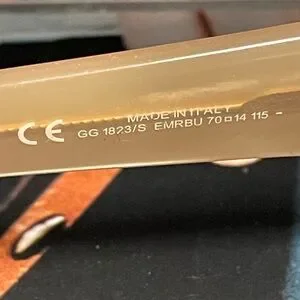 MADE IN ITALY
CE GG 1823/S EMRBU 70□14 115 -